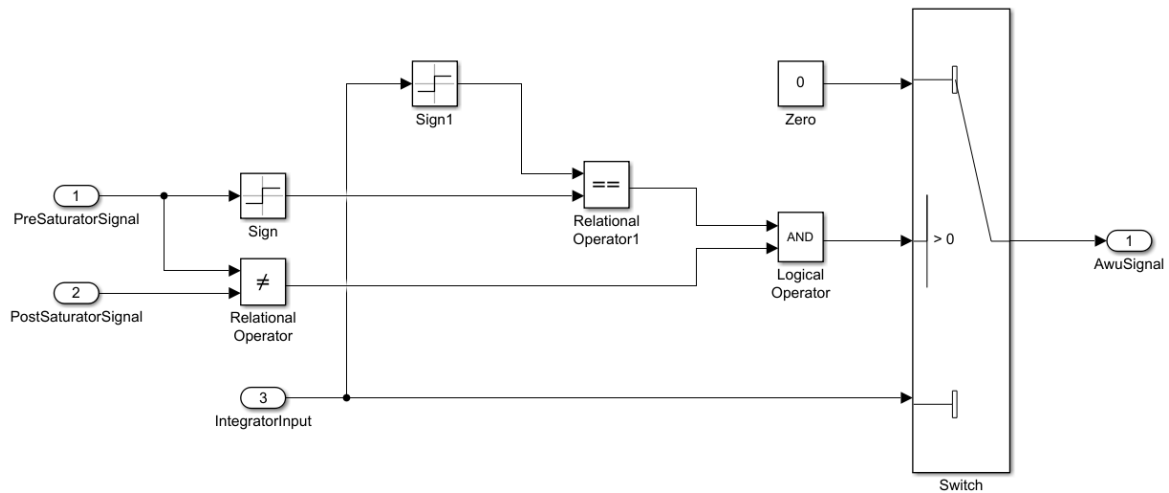 0
Zero
Sign1
1
PreSaturatorSignal
Sign
==
Relational
Operator1
AND
Logical
Operator
> 0
1
AwuSignal
2
PostSaturatorSignal
≠
Relational
Operator
3
IntegratorInput
Switch